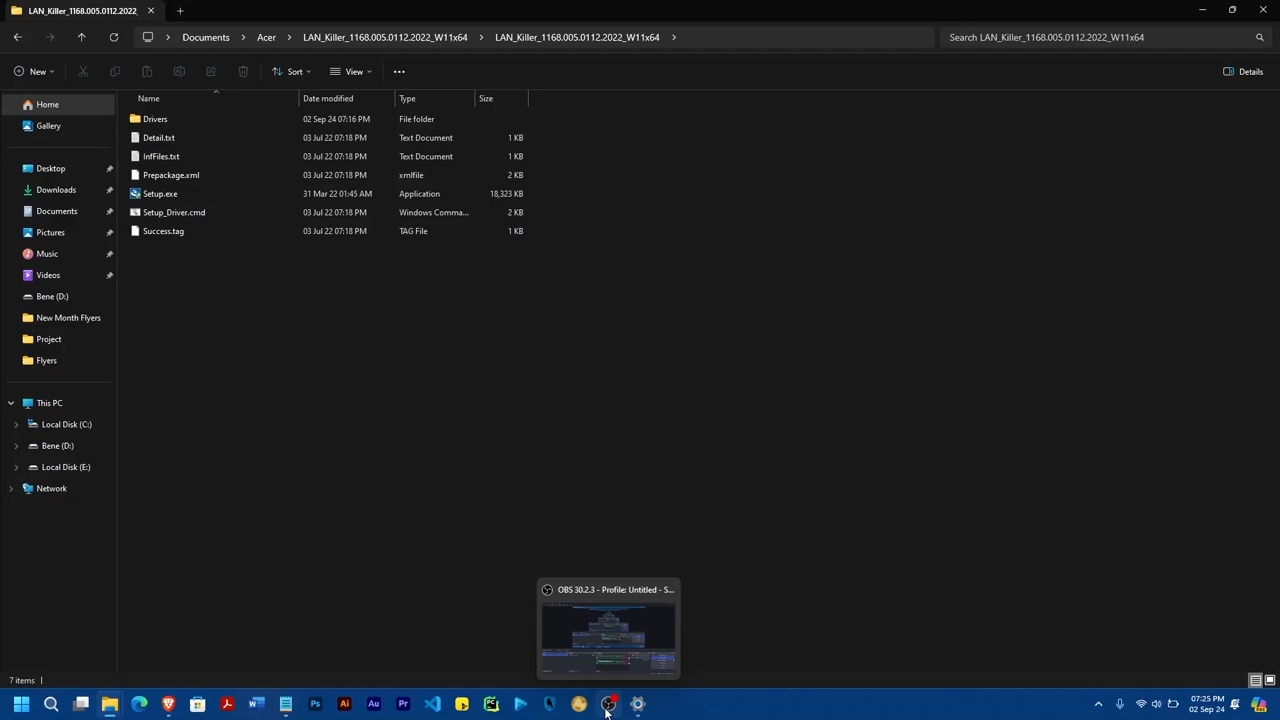 LAN_Killer_1168.005.0112.2022_
Documents Acer LAN_Killer_1168.005.0112.2022_W11x64 LAN_Killer_1168.005.0112.2022_W11x64 Search LAN_Killer_1168.005.0112.2022_W11x64
New Sort View Details
Name Date modified Type Size
Drivers 02 Sep 24 07:16 PM File folder
Detail.txt 03 Jul 22 07:18 PM Text Document 1 KB
InfFiles.txt 03 Jul 22 07:18 PM Text Document 1 KB
Prepackage.xml 03 Jul 22 07:18 PM xmlfile 2 KB
Setup.exe 31 Mar 22 01:45 AM Application 18,323 KB
Setup_Driver.cmd 03 Jul 22 07:18 PM Windows Comma... 2 KB
Success.tag 03 Jul 22 07:18 PM TAG File 1 KB
Home
Gallery
Desktop
Downloads
Documents
Pictures
Music
Videos
Bene (D:)
New Month Flyers
Project
Flyers
This PC
Local Disk (C:)
Bene (D:)
Local Disk (E:)
Network
OBS 30.2.3 - Profile: Untitled - S...
7 items
Ps Ai Au Pr
07:25 PM
02 Sep 24